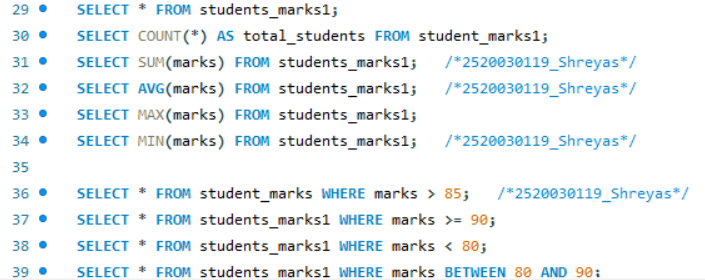 29 SELECT * FROM students_marks1;
30 SELECT COUNT(*) AS total_students FROM student_marks1;
31 SELECT SUM(marks) FROM students_marks1; /*2520030119_Shreyas*/
32 SELECT AVG(marks) FROM students_marks1; /*2520030119_Shreyas*/
33 SELECT MAX(marks) FROM students_marks1;
34 SELECT MIN(marks) FROM students_marks1; /*2520030119_Shreyas*/
35
36 SELECT * FROM student_marks WHERE marks > 85; /*2520030119_Shreyas*/
37 SELECT * FROM students_marks1 WHERE marks >= 90;
38 SELECT * FROM students_marks1 WHERE marks < 80;
39 SELECT * FROM students_marks1 WHERE marks BETWEEN 80 AND 90;